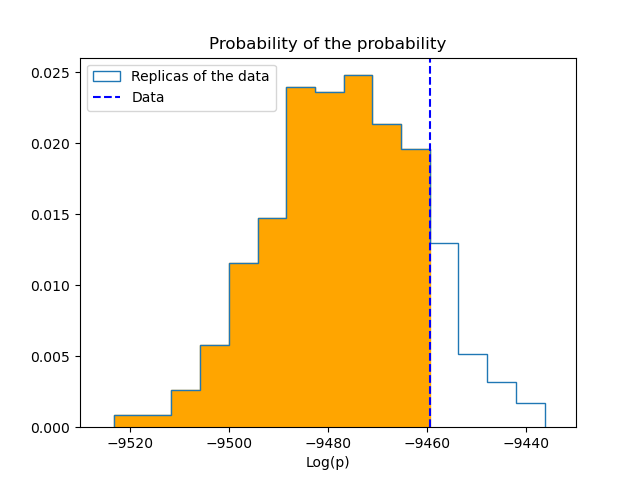 Probability of the probability
Replicas of the data
Data
0.025
0.020
0.015
0.010
0.005
0.000
−9520 −9500 −9480 −9460 −9440
Log(p)